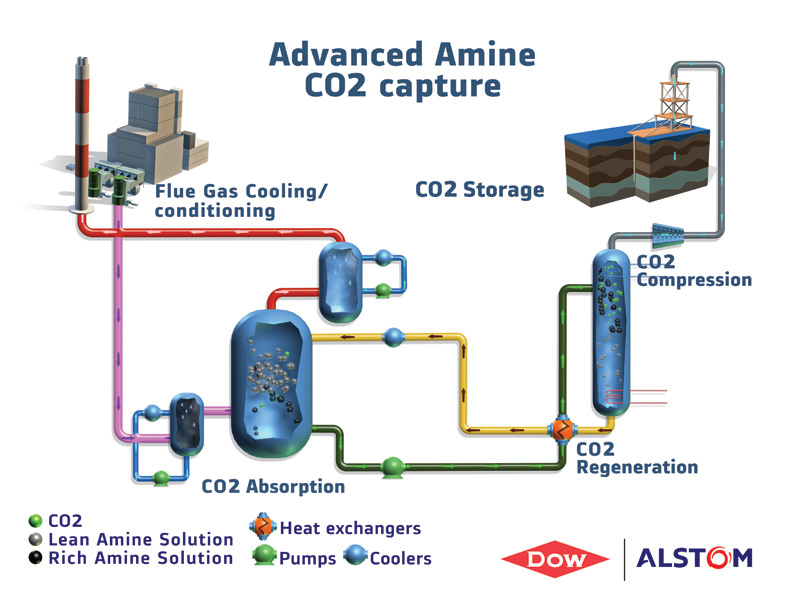 Advanced Amine
CO2 capture
Flue Gas Cooling/
conditioning
CO2 Storage
CO2
Compression
CO2
Regeneration
CO2 Absorption
CO2
Lean Amine Solution
Rich Amine Solution
Heat exchangers
Pumps
Coolers
DOW
ALSTOM